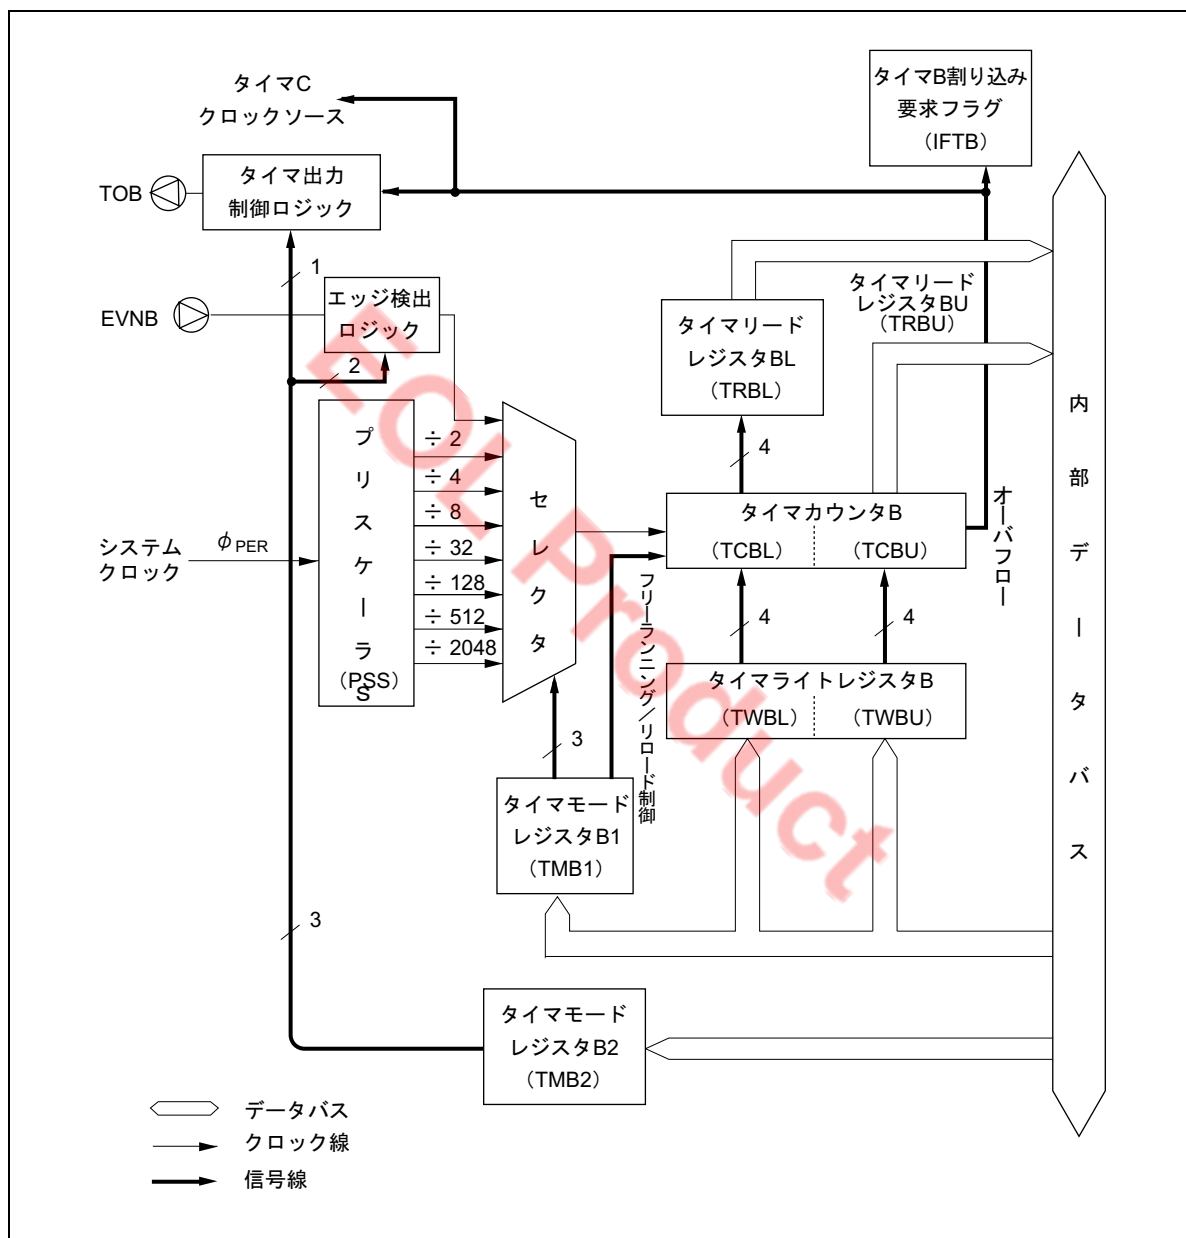 タイマC
クロックソース
タイマB割り込み
要求フラグ
（IFTB）
TOB
タイマ出力
制御ロジック
1
EVNB
エッジ検出
ロジック
2
タイマリード
レジスタBL
（TRBL）
タイマリード
レジスタBU
（TRBU）
4
システム
クロック
φPER
プリスケーラS
（PSS）
÷ 2
÷ 4
÷ 8
÷ 32
÷ 128
÷ 512
÷ 2048
セレクタ
タイマカウンタB
（TCBL）
（TCBU）
オーバフロー
フリーランニング／リロード制御
4
4
タイマライトレジスタB
（TWBL）
（TWBU）
3
タイマモード
レジスタB1
（TMB1）
3
タイマモード
レジスタB2
（TMB2）
内部データバス
データバス
クロック線
信号線
EOL Product